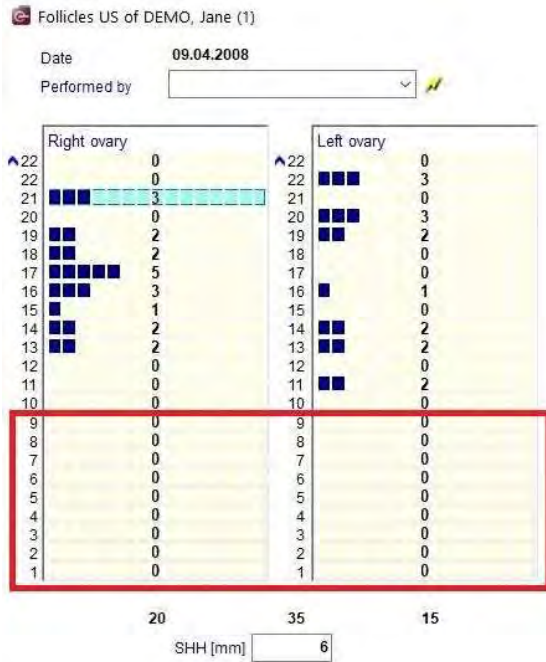 Follicles US of DEMO, Jane (1)
Date 09.04.2008
Performed by
Right ovary Left ovary
22 0 22 0
22 0 22 3
21 3 21 0
20 0 20 3
19 2 19 2
18 2 18 0
17 5 17 0
16 3 16 1
15 1 15 0
14 2 14 2
13 2 13 2
12 0 12 0
11 0 11 2
10 0 10 0
9 0 9 0
8 0 8 0
7 0 7 0
6 0 6 0
5 0 5 0
4 0 4 0
3 0 3 0
2 0 2 0
1 0 1 0
20 35 15
SHH [mm] 6